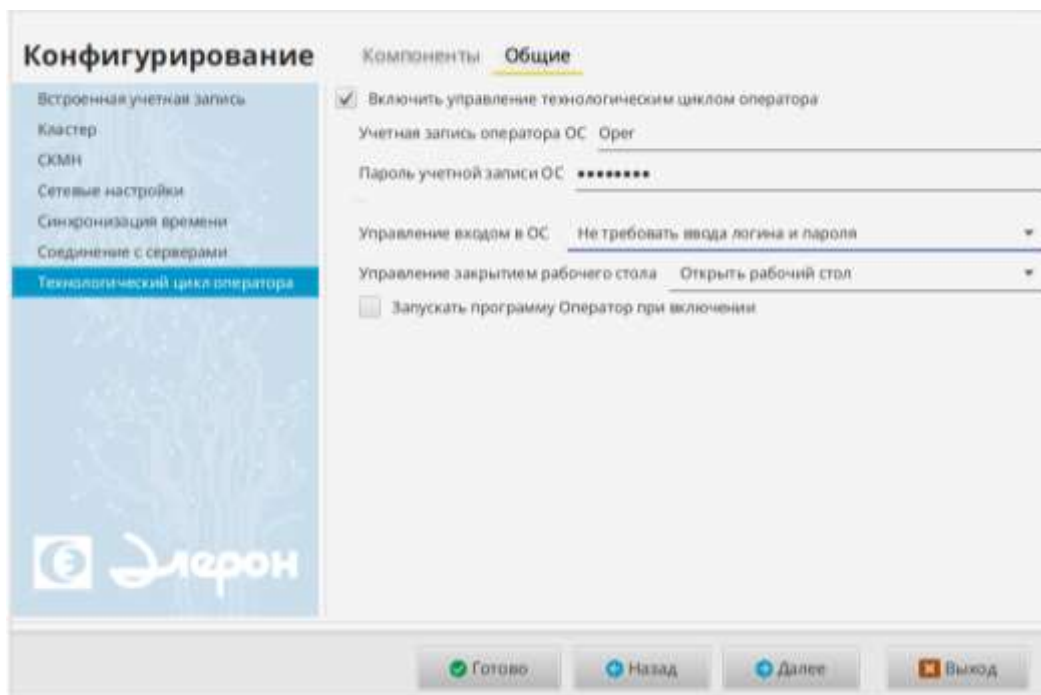 Конфигурирование
Компоненты Общие
Встроенная учетная запись
Кластер
СКМН
Сетевые настройки
Синхронизация времени
Соединение с серверами
Технологический цикл оператора
Включить управление технологическим циклом оператора
Учетная запись оператора ОС Oper
Пароль учетной записи ОС ••••••••
Управление входом в ОС Не требовать ввода логина и пароля
Управление закрытием рабочего стола Открыть рабочий стол
Запускать программу Оператор при включении
Элерон
Готово Назад Далее Выход